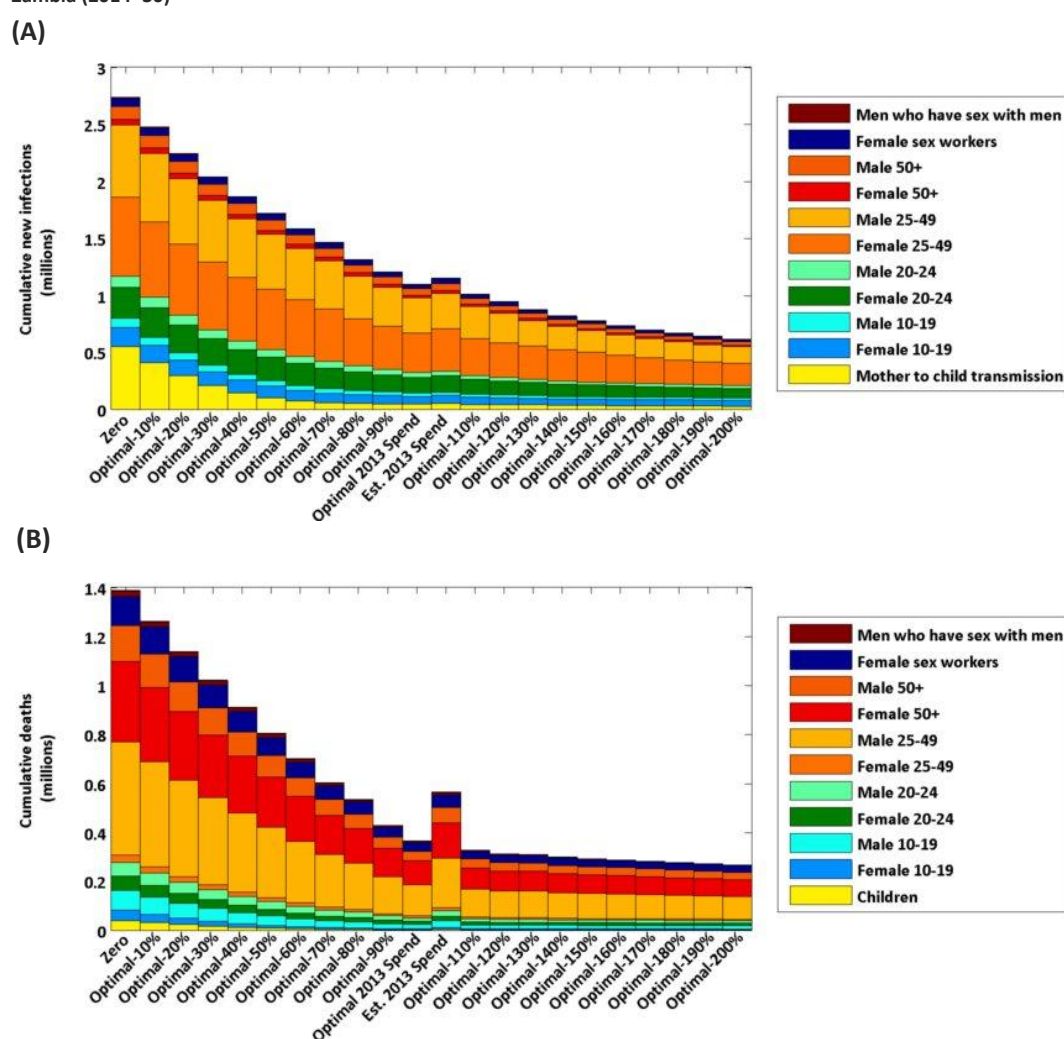 (A)
3
2.5
2
1.5
1
0.5
0
Cumulative new infections
(millions)
Zero
Optimal-10%
Optimal-20%
Optimal-30%
Optimal-40%
Optimal-50%
Optimal-60%
Optimal-70%
Optimal-80%
Optimal-90%
Optimal 2013 Spend
Est. 2013 Spend
Optimal-110%
Optimal-120%
Optimal-130%
Optimal-140%
Optimal-150%
Optimal-160%
Optimal-170%
Optimal-180%
Optimal-190%
Optimal-200%
Men who have sex with men
Female sex workers
Male 50+
Female 50+
Male 25-49
Female 25-49
Male 20-24
Female 20-24
Male 10-19
Female 10-19
Mother to child transmission
(B)
1.4
1.2
1
0.8
0.6
0.4
0.2
0
Cumulative deaths
(millions)
Zero
Optimal-10%
Optimal-20%
Optimal-30%
Optimal-40%
Optimal-50%
Optimal-60%
Optimal-70%
Optimal-80%
Optimal-90%
Optimal 2013 Spend
Est. 2013 Spend
Optimal-110%
Optimal-120%
Optimal-130%
Optimal-140%
Optimal-150%
Optimal-160%
Optimal-170%
Optimal-180%
Optimal-190%
Optimal-200%
Men who have sex with men
Female sex workers
Male 50+
Female 50+
Male 25-49
Female 25-49
Male 20-24
Female 20-24
Male 10-19
Female 10-19
Children